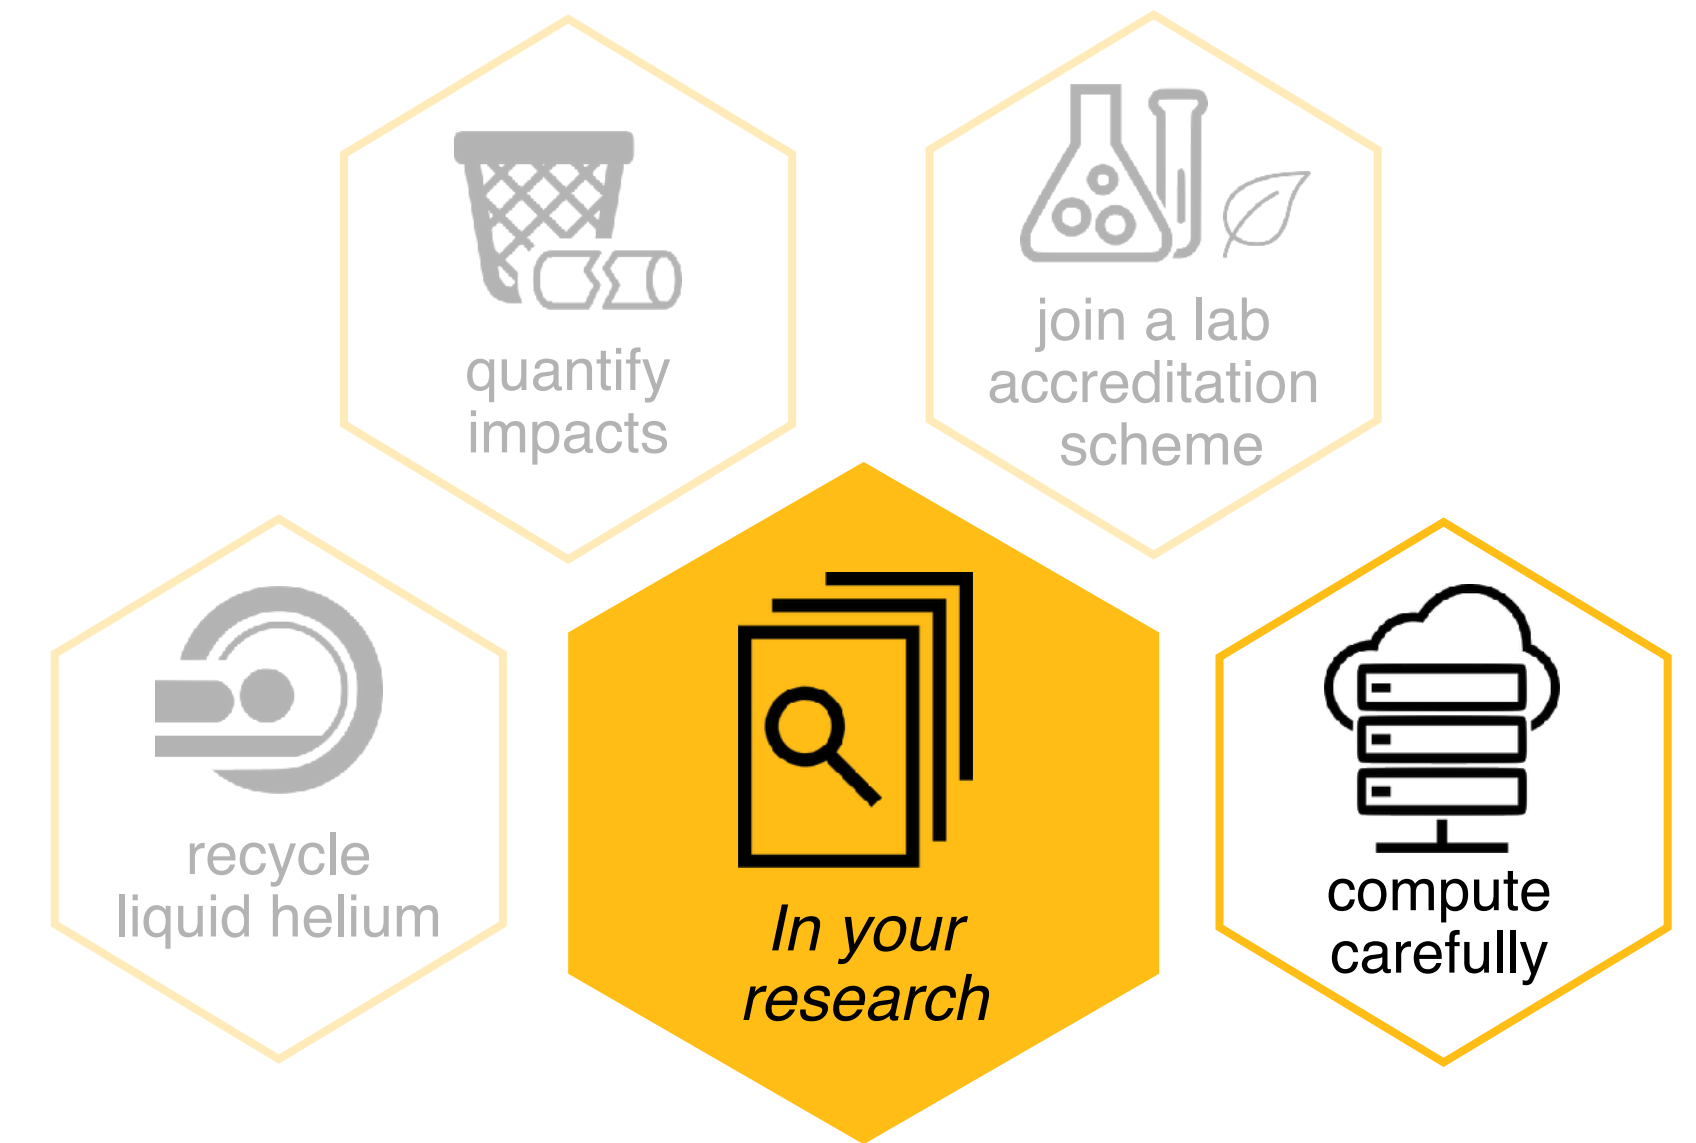 quantify
impacts
join a lab
accreditation
scheme
recycle
liquid helium
In your
research
compute
carefully